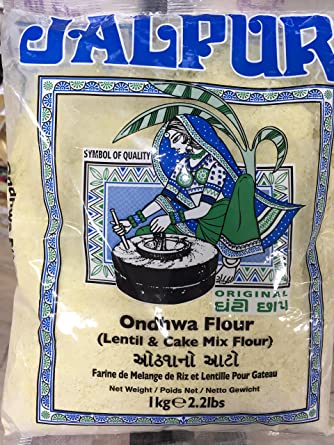 JALPUR
SYMBOL OF QUALITY
ORIGINAL
ઘંટી છાપ
Ondhwa Flour
(Lentil & Cake Mix Flour)
ઓઢવાનો આટો
Farine de Melange de Riz et Lentille Pour Gateau
Net Weight / Poids Net / Netto Gewicht
1kg e 2.2lbs